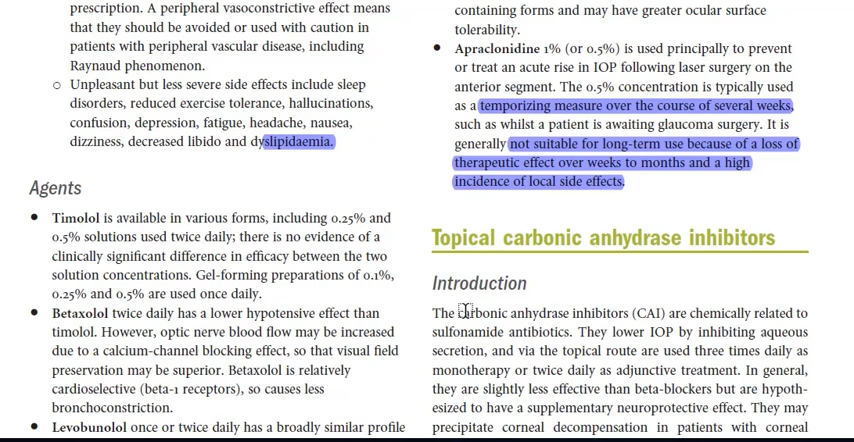 prescription. A peripheral vasoconstrictive effect means
that they should be avoided or used with caution in
patients with peripheral vascular disease, including
Raynaud phenomenon.
○ Unpleasant but less severe side effects include sleep
disorders, reduced exercise tolerance, hallucinations,
confusion, depression, fatigue, headache, nausea,
dizziness, decreased libido and dyslipidaemia.
Agents
● Timolol is available in various forms, including 0.25% and
0.5% solutions used twice daily; there is no evidence of a
clinically significant difference in efficacy between the two
solution concentrations. Gel-forming preparations of 0.1%,
0.25% and 0.5% are used once daily.
● Betaxolol twice daily has a lower hypotensive effect than
timolol. However, optic nerve blood flow may be increased
due to a calcium-channel blocking effect, so that visual field
preservation may be superior. Betaxolol is relatively
cardioselective (beta-1 receptors), so causes less
bronchoconstriction.
● Levobunolol once or twice daily has a broadly similar profile
containing forms and may have greater ocular surface
tolerability.
● Apraclonidine 1% (or 0.5%) is used principally to prevent
or treat an acute rise in IOP following laser surgery on the
anterior segment. The 0.5% concentration is typically used
as a temporizing measure over the course of several weeks,
such as whilst a patient is awaiting glaucoma surgery. It is
generally not suitable for long-term use because of a loss of
therapeutic effect over weeks to months and a high
incidence of local side effects.
Topical carbonic anhydrase inhibitors
Introduction
The carbonic anhydrase inhibitors (CAI) are chemically related to
sulfonamide antibiotics. They lower IOP by inhibiting aqueous
secretion, and via the topical route are used three times daily as
monotherapy or twice daily as adjunctive treatment. In general,
they are slightly less effective than beta-blockers but are hypoth-
esized to have a supplementary neuroprotective effect. They may
precipitate corneal decompensation in patients with corneal